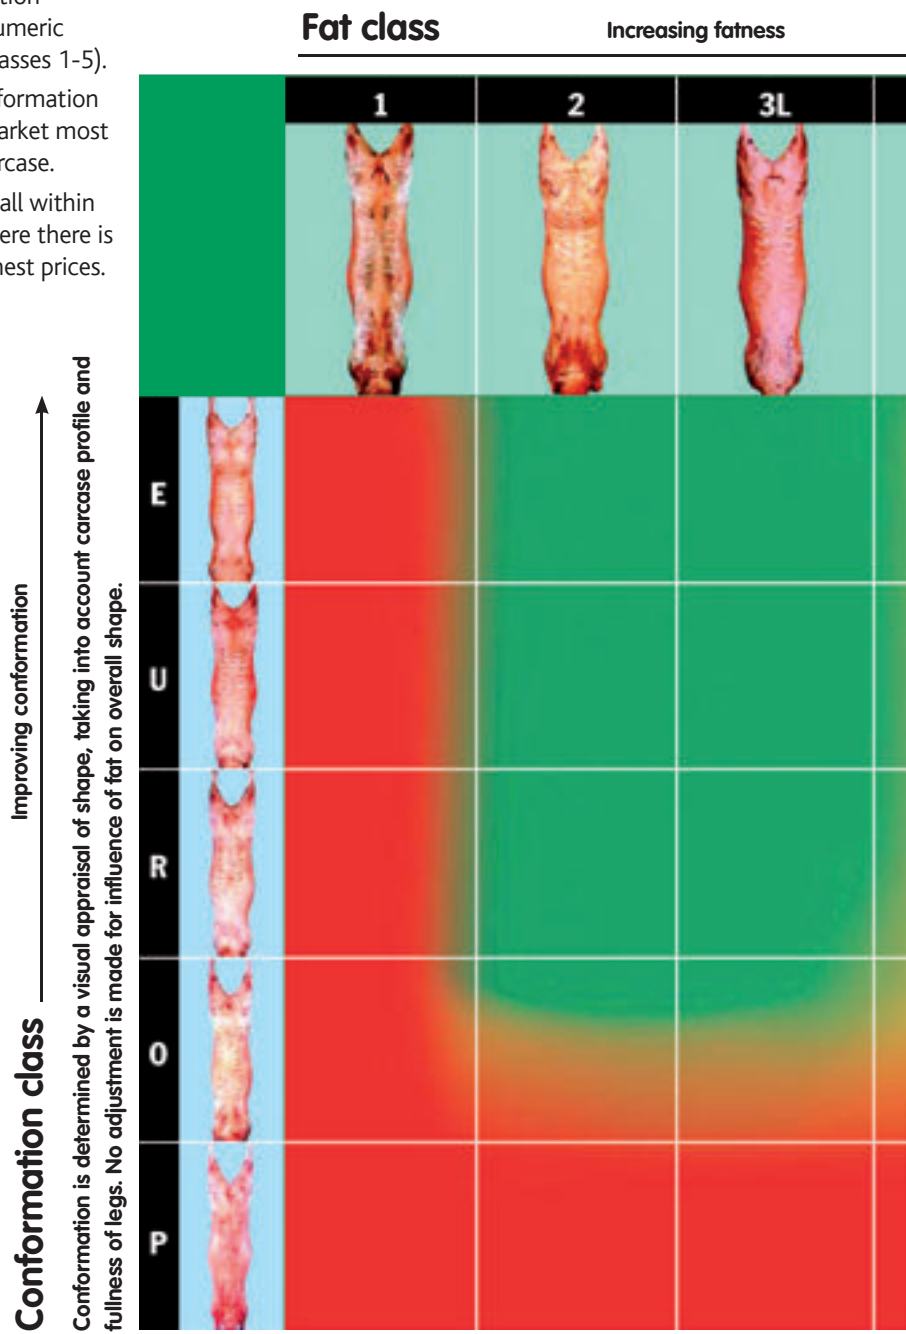 Fat class
Increasing fatness
umeric
asses 1-5).
formation
arket most
rcase.
all within
ere there is
nest prices.
1
2
3L
E
U
R
O
P
Conformation class
Improving conformation
Conformation is determined by a visual appraisal of shape, taking into account carcase profile and
fullness of legs. No adjustment is made for influence of fat on overall shape.